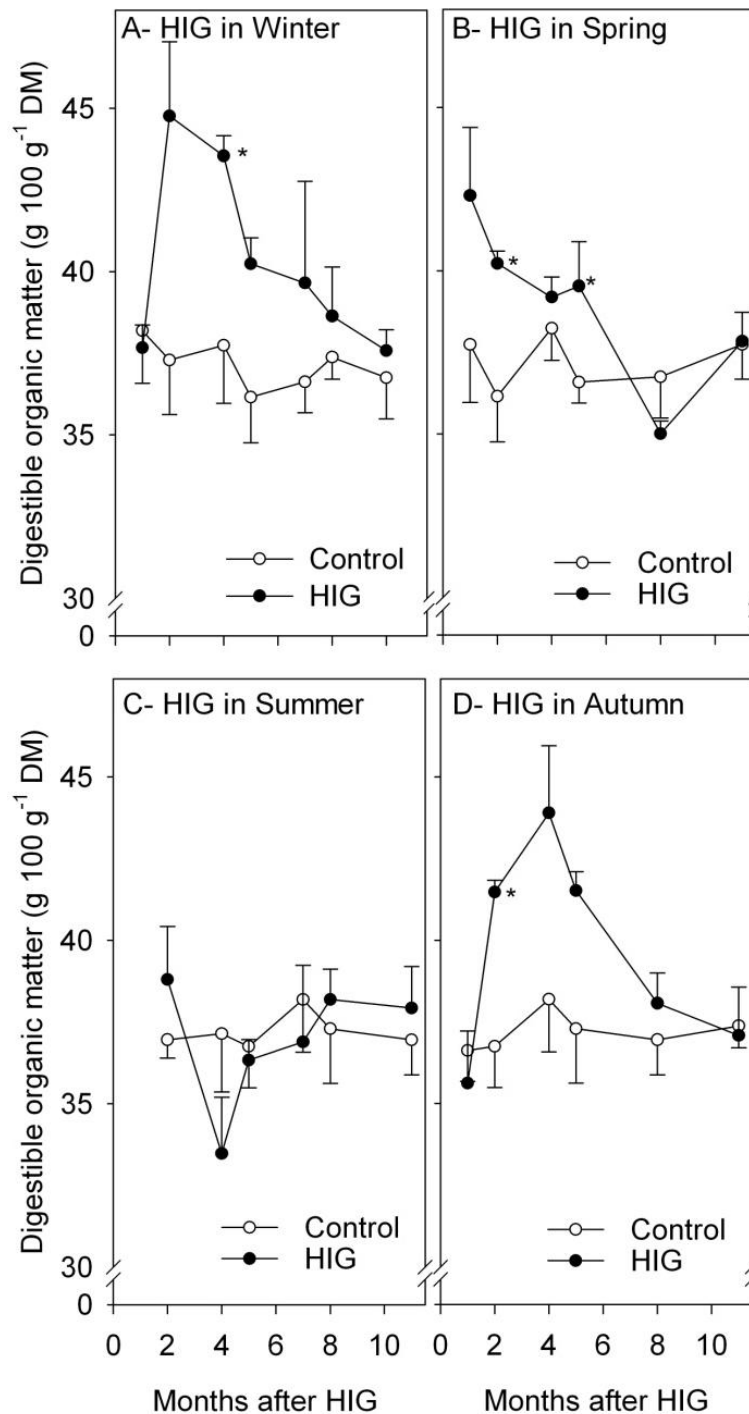 A- HIG in Winter
B- HIG in Spring
Digestible organic matter (g 100 g⁻¹ DM)
45
40
35
30
0
*
*
*
Control
HIG
Control
HIG
C- HIG in Summer
D- HIG in Autumn
Digestible organic matter (g 100 g⁻¹ DM)
45
40
35
30
0
*
Control
HIG
Control
HIG
0 2 4 6 8 10
0 2 4 6 8 10
Months after HIG
Months after HIG